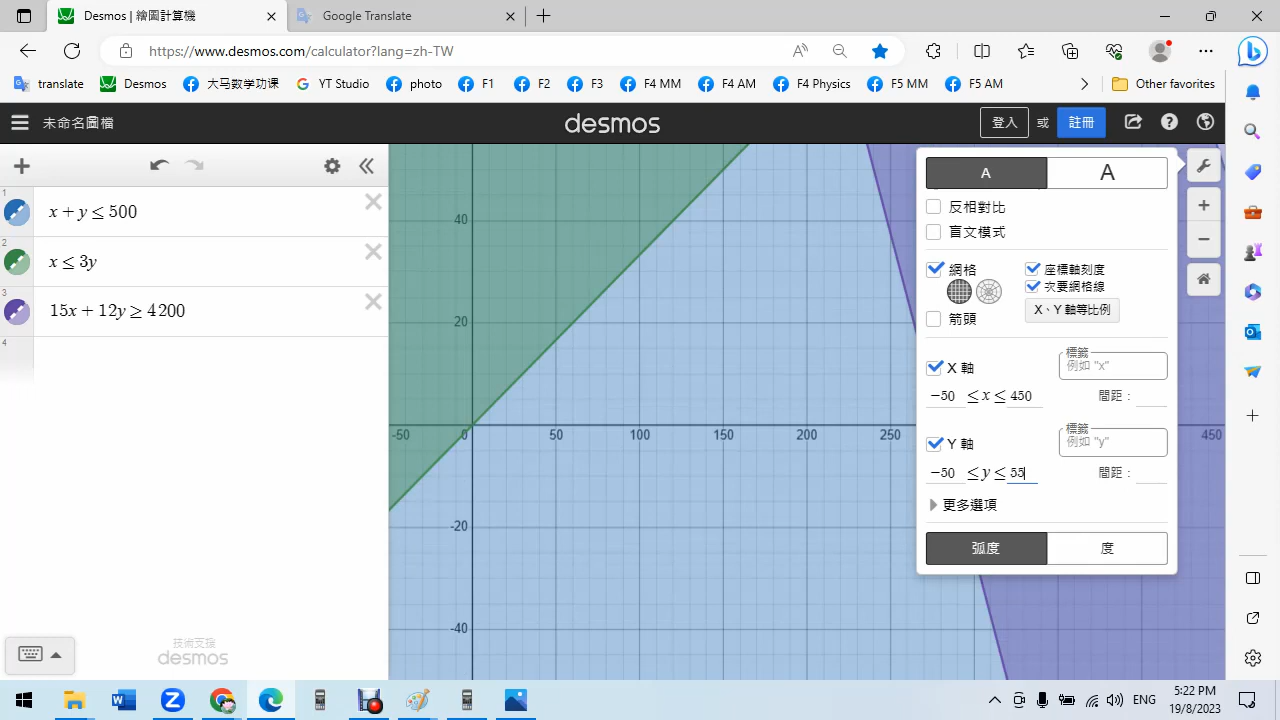 Desmos | 繪圖計算機
Google Translate
https://www.desmos.com/calculator?lang=zh-TW
translate
Desmos
大马数学功课
YT Studio
photo
F1
F2
F3
F4 MM
F4 AM
F4 Physics
F5 MM
F5 AM
Other favorites
未命名圖檔
desmos
登入
或
註冊
1
x + y ≤ 500
2
x ≤ 3y
3
15x + 12y ≥ 4200
4
技術支援
desmos
40
20
-50
0
50
100
150
200
250
450
-20
-40
A
A
反相對比
盲文模式
網格
座標軸刻度
次要網格線
箭頭
X、Y 軸等比例
X 軸
標籤
例如 "x"
−50 ≤ x ≤ 450
間距：
Y 軸
標籤
例如 "y"
−50 ≤ y ≤ 55
間距：
更多選項
弧度
度
ENG
5:22 PM
19/8/2023